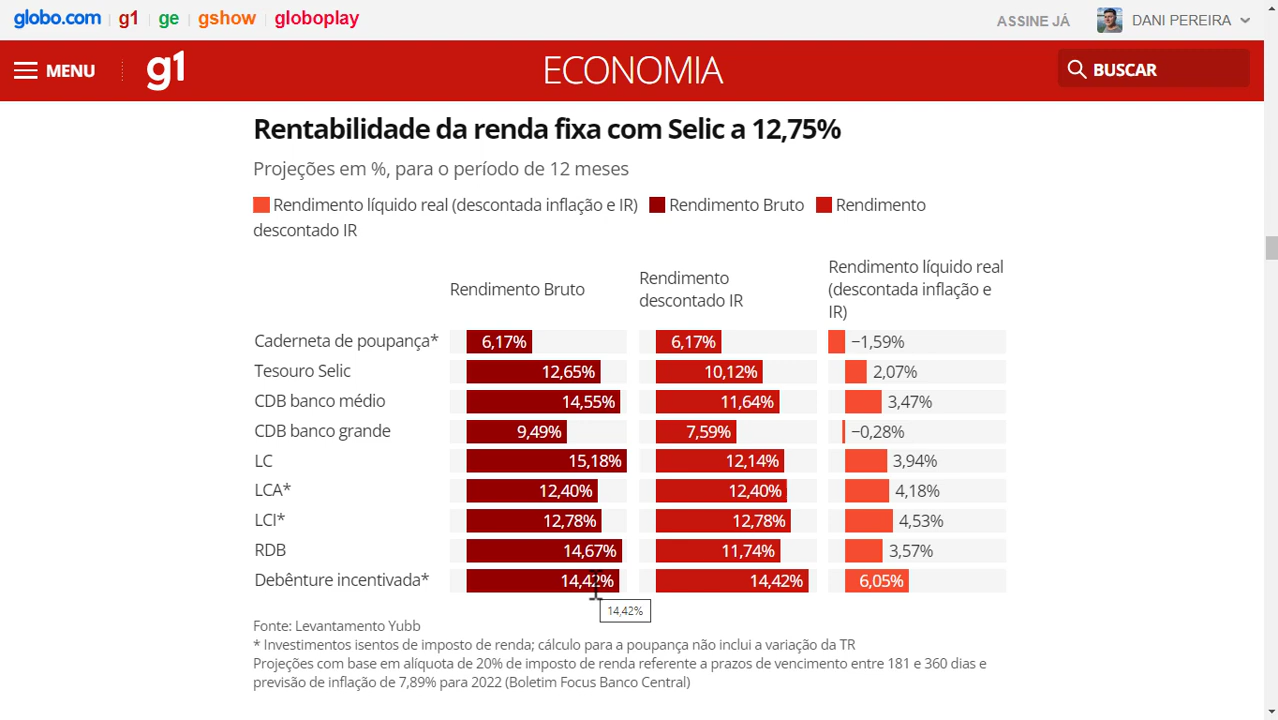 globo.com g1 ge gshow globoplay ASSINE JÁ DANI PEREIRA
MENU g1 ECONOMIA BUSCAR
Rentabilidade da renda fixa com Selic a 12,75%
Projeções em %, para o período de 12 meses
Rendimento líquido real (descontada inflação e IR) Rendimento Bruto Rendimento
descontado IR
Rendimento Bruto
Rendimento
descontado IR
Rendimento líquido real
(descontada inflação e
IR)
Caderneta de poupança* 6,17% 6,17% −1,59%
Tesouro Selic 12,65% 10,12% 2,07%
CDB banco médio 14,55% 11,64% 3,47%
CDB banco grande 9,49% 7,59% −0,28%
LC 15,18% 12,14% 3,94%
LCA* 12,40% 12,40% 4,18%
LCI* 12,78% 12,78% 4,53%
RDB 14,67% 11,74% 3,57%
Debênture incentivada* 14,42% 14,42% 6,05%
14,42%
Fonte: Levantamento Yubb
* Investimentos isentos de imposto de renda; cálculo para a poupança não inclui a variação da TR
Projeções com base em alíquota de 20% de imposto de renda referente a prazos de vencimento entre 181 e 360 dias e
previsão de inflação de 7,89% para 2022 (Boletim Focus Banco Central)